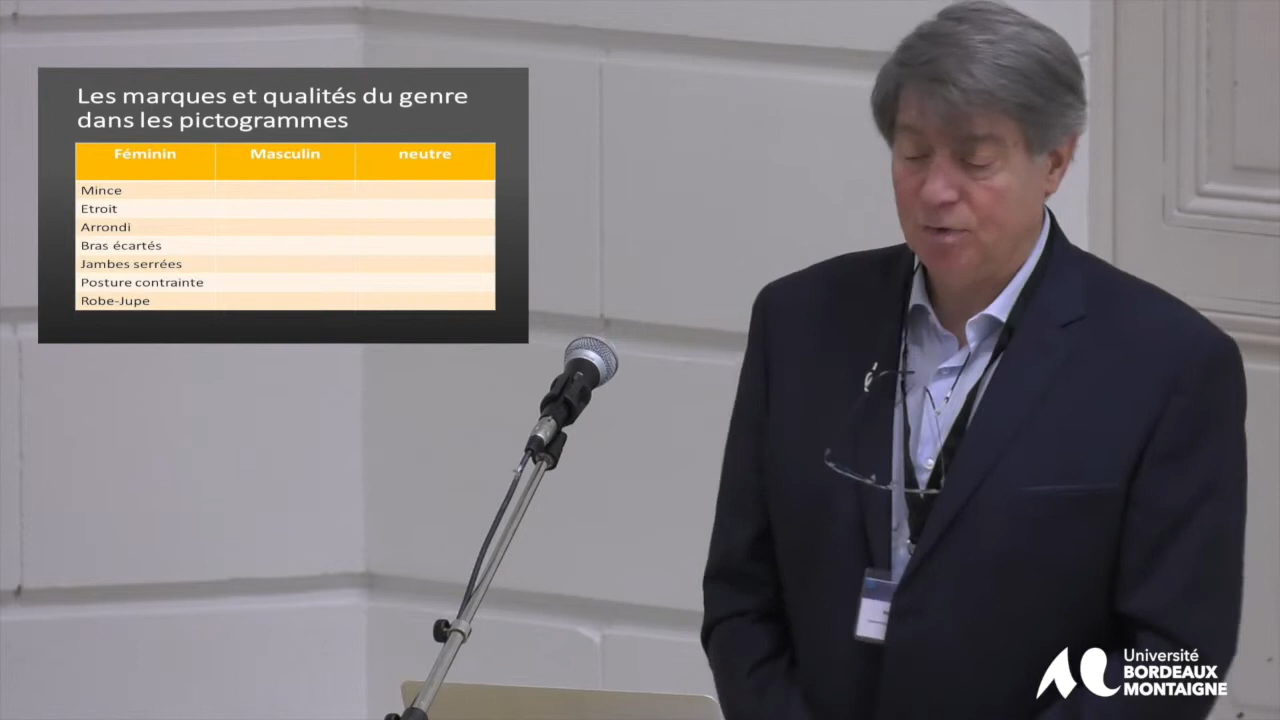 Les marques et qualités du genre
dans les pictogrammes
Féminin Masculin neutre
Mince
Etroit
Arrondi
Bras écartés
Jambes serrées
Posture contrainte
Robe-Jupe
Université
BORDEAUX
MONTAIGNE